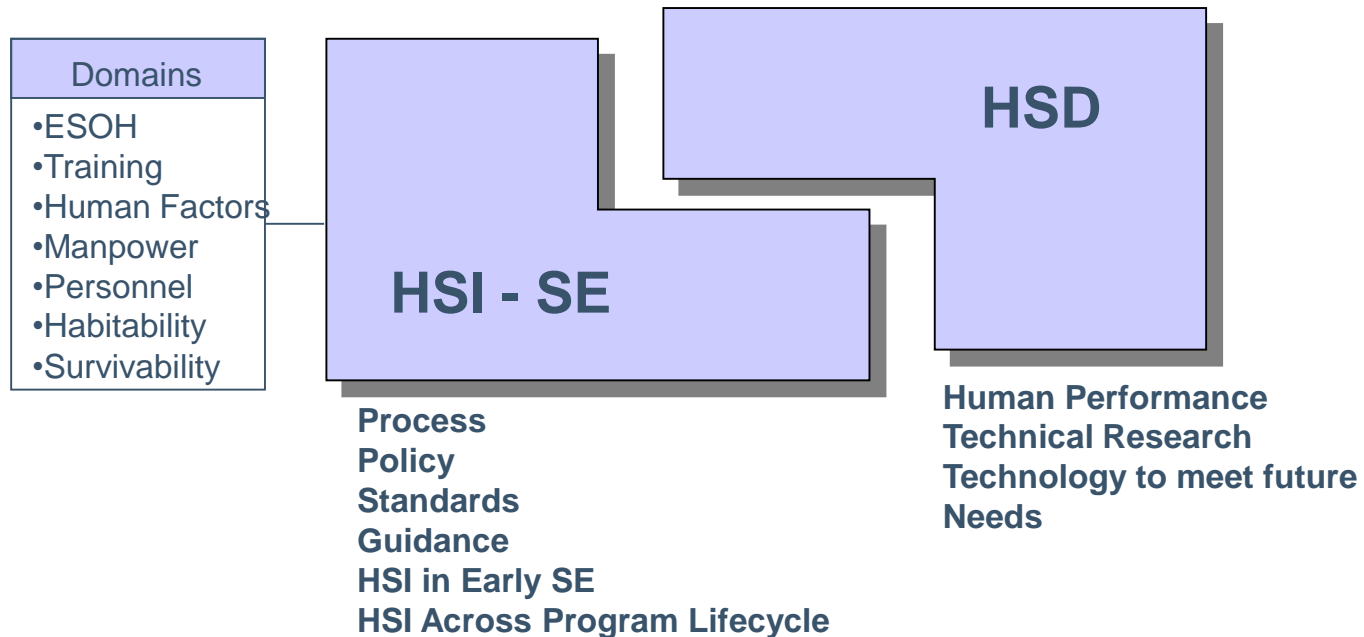 Domains
•ESOH
•Training
•Human Factors
•Manpower
•Personnel
•Habitability
•Survivability
HSI - SE
Process
Policy
Standards
Guidance
HSI in Early SE
HSI Across Program Lifecycle
HSD
Human Performance
Technical Research
Technology to meet future
Needs